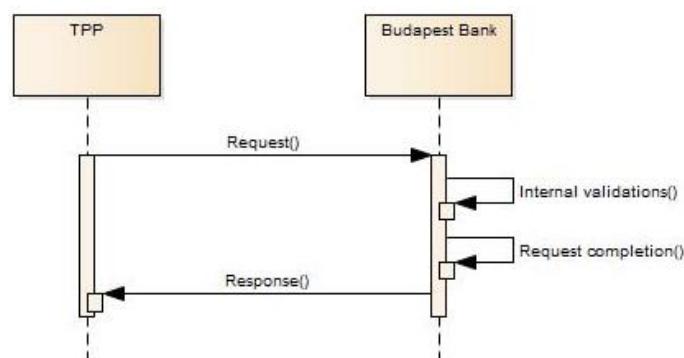 TPP
Budapest Bank
Request()
Internal validations()
Request completion()
Response()